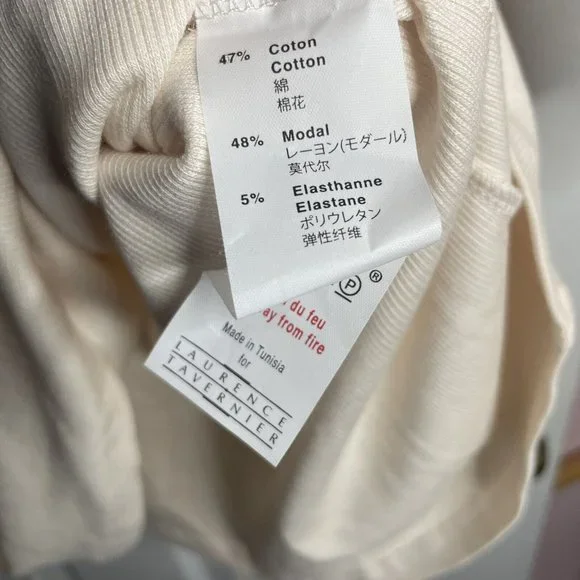 47% Coton
Cotton
綿
棉花
48% Modal
レーヨン(モダール)
莫代尔
5% Elasthanne
Elastane
ポリウレタン
弹性纤维
P ®
du feu
from fire
Made in Tunisia
for
LAURENCE
TAVERNIER